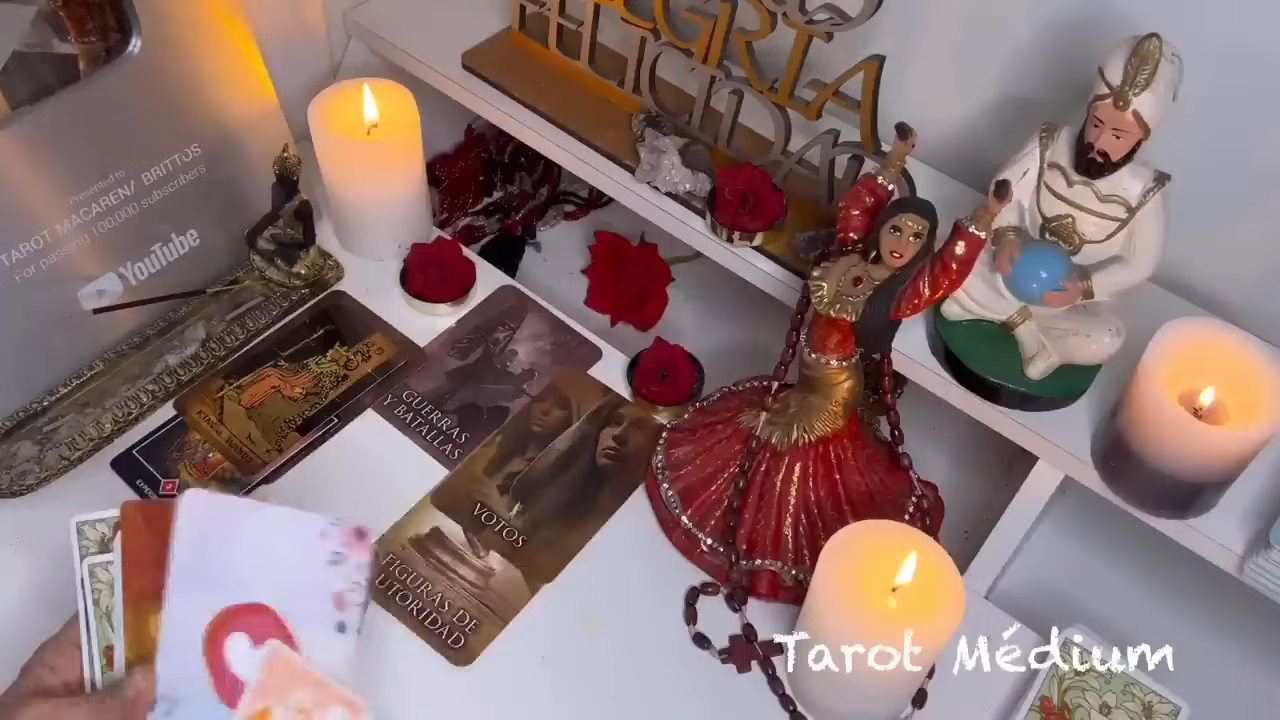 Presented to
TAROT MACAREN/ BRITTOS
For passing 100,000 subscribers
YouTube
GUERRAS
Y BATALLAS
VOTOS
FIGURAS DE
UTORIDAD
Tarot Médium